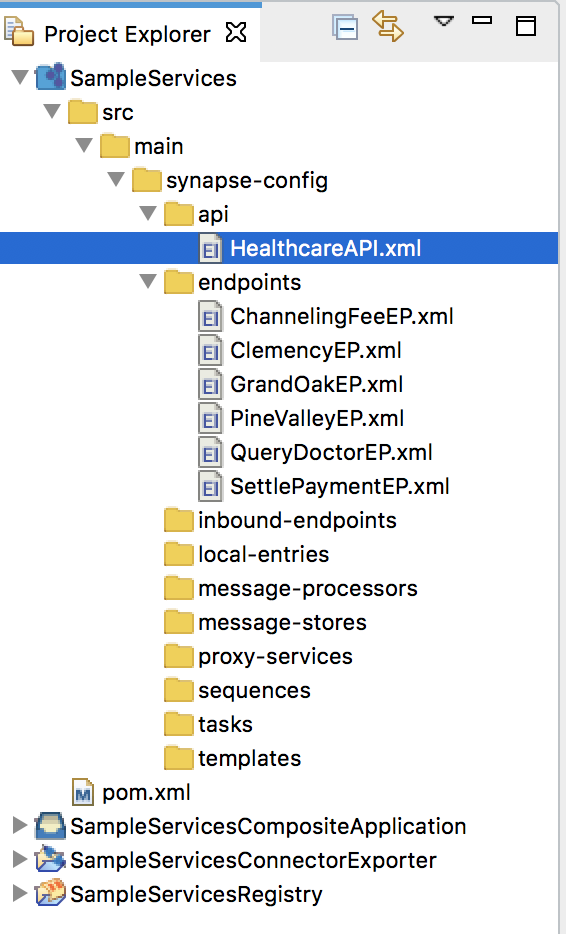 Project Explorer
SampleServices
src
main
synapse-config
api
EI HealthcareAPI.xml
endpoints
EI ChannelingFeeEP.xml
EI ClemencyEP.xml
EI GrandOakEP.xml
EI PineValleyEP.xml
EI QueryDoctorEP.xml
EI SettlePaymentEP.xml
inbound-endpoints
local-entries
message-processors
message-stores
proxy-services
sequences
tasks
templates
M pom.xml
SampleServicesCompositeApplication
SampleServicesConnectorExporter
SampleServicesRegistry